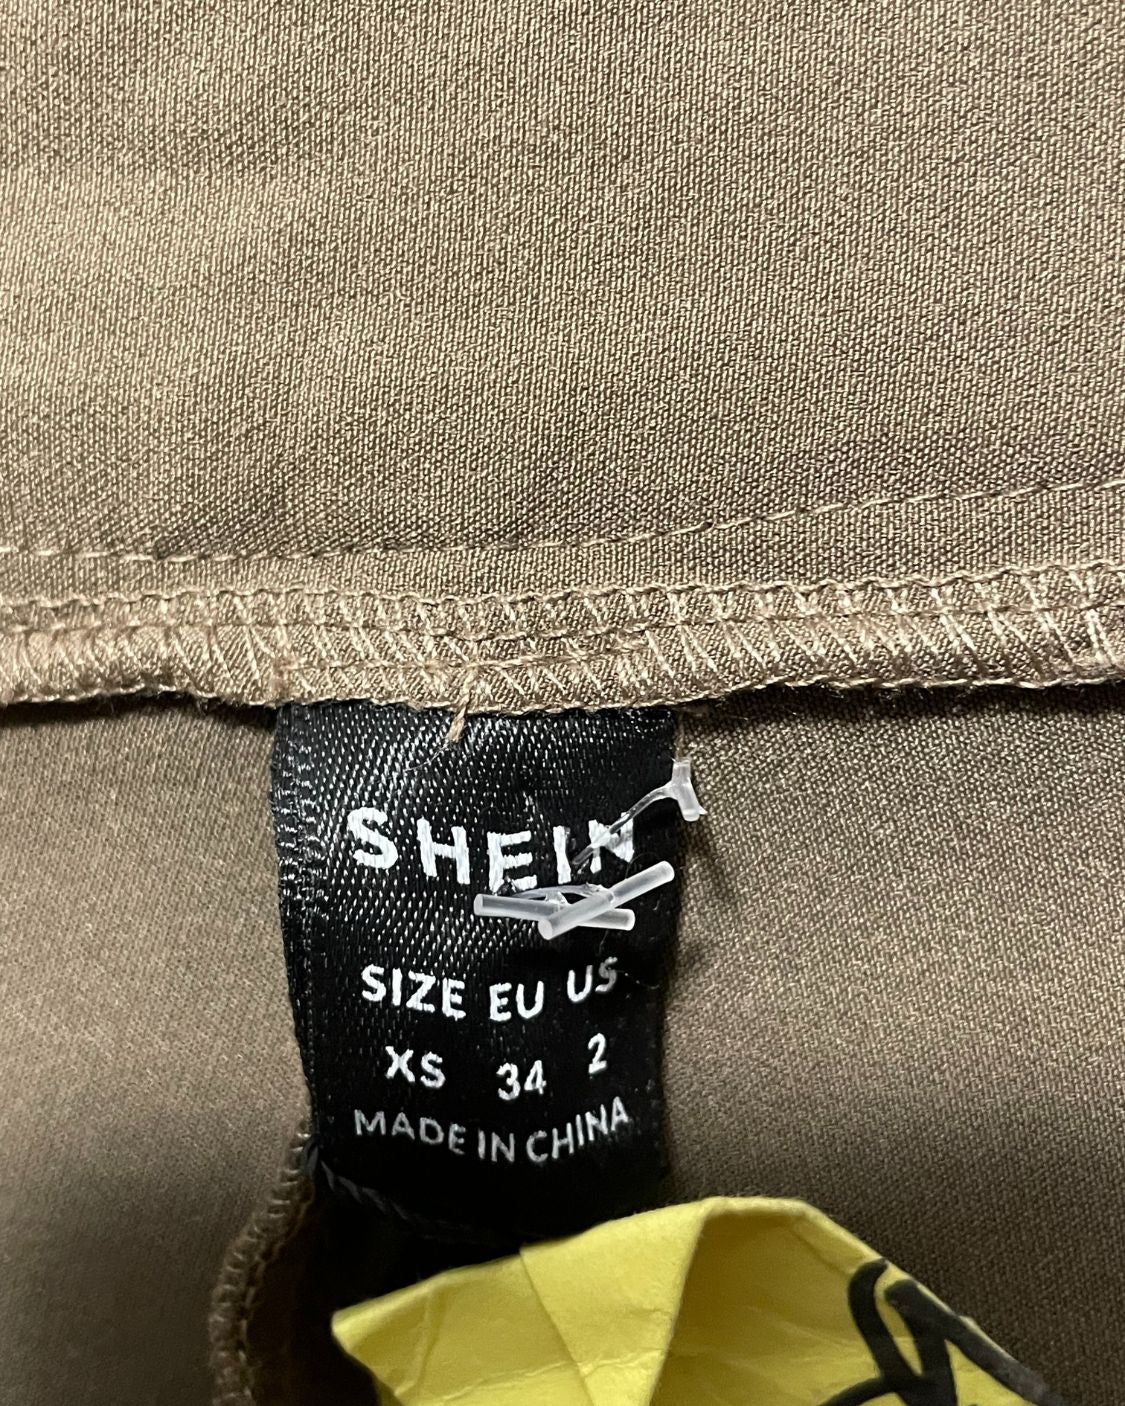 SHEIN
SIZE EU US
XS 34 2
MADE IN CHINA